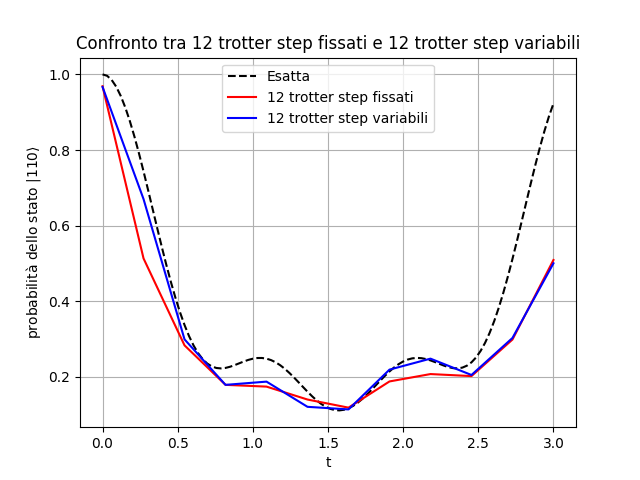 Confronto tra 12 trotter step fissati e 12 trotter step variabili
Esatta
12 trotter step fissati
12 trotter step variabili
probabilità dello stato |110⟩
1.0
0.8
0.6
0.4
0.2
0.0 0.5 1.0 1.5 2.0 2.5 3.0
t